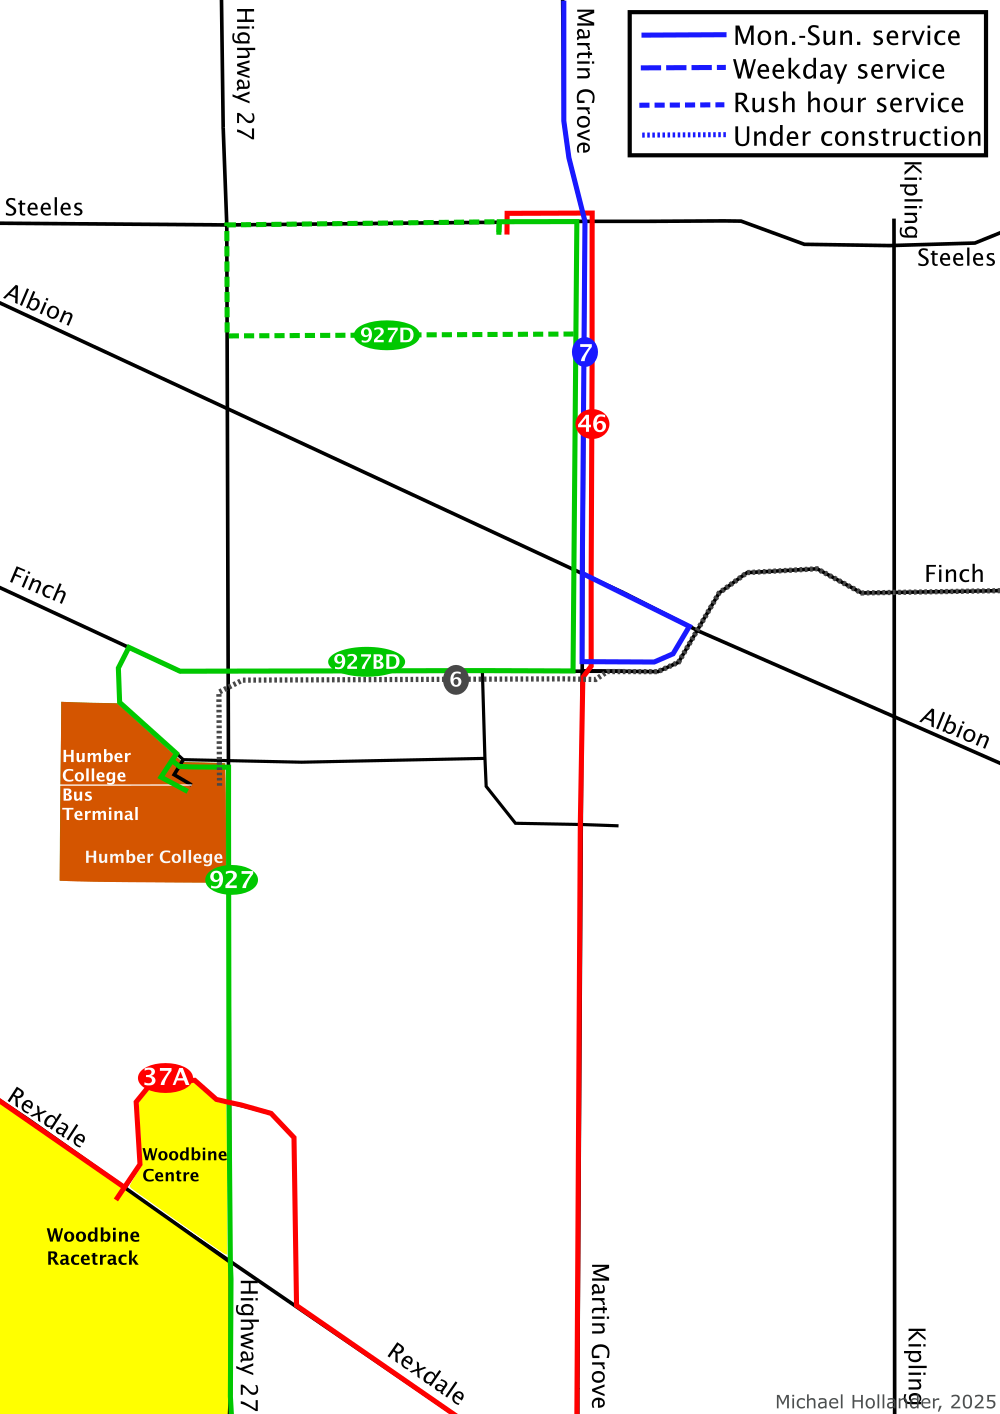 Highway 27
Martin Grove
Mon.-Sun. service
Weekday service
Rush hour service
Under construction
Kipling
Steeles
Steeles
Albion
927D
7
46
Finch
Finch
927BD
6
Albion
Humber
College
Bus
Terminal
Humber College
927
37A
Rexdale
Woodbine
Centre
Woodbine
Racetrack
Highway 27
Martin Grove
Kipling
Rexdale
Michael Hollander, 2025